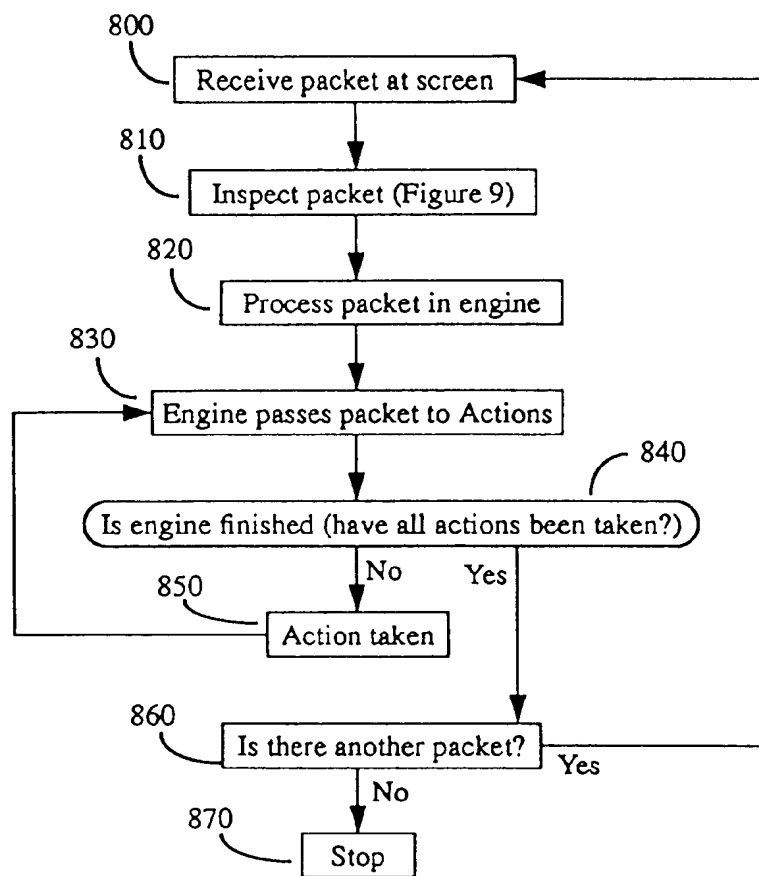 800
Receive packet at screen
810
Inspect packet (Figure 9)
820
Process packet in engine
830
Engine passes packet to Actions
840
Is engine finished (have all actions been taken?)
No
Yes
850
Action taken
860
Is there another packet?
Yes
No
870
Stop